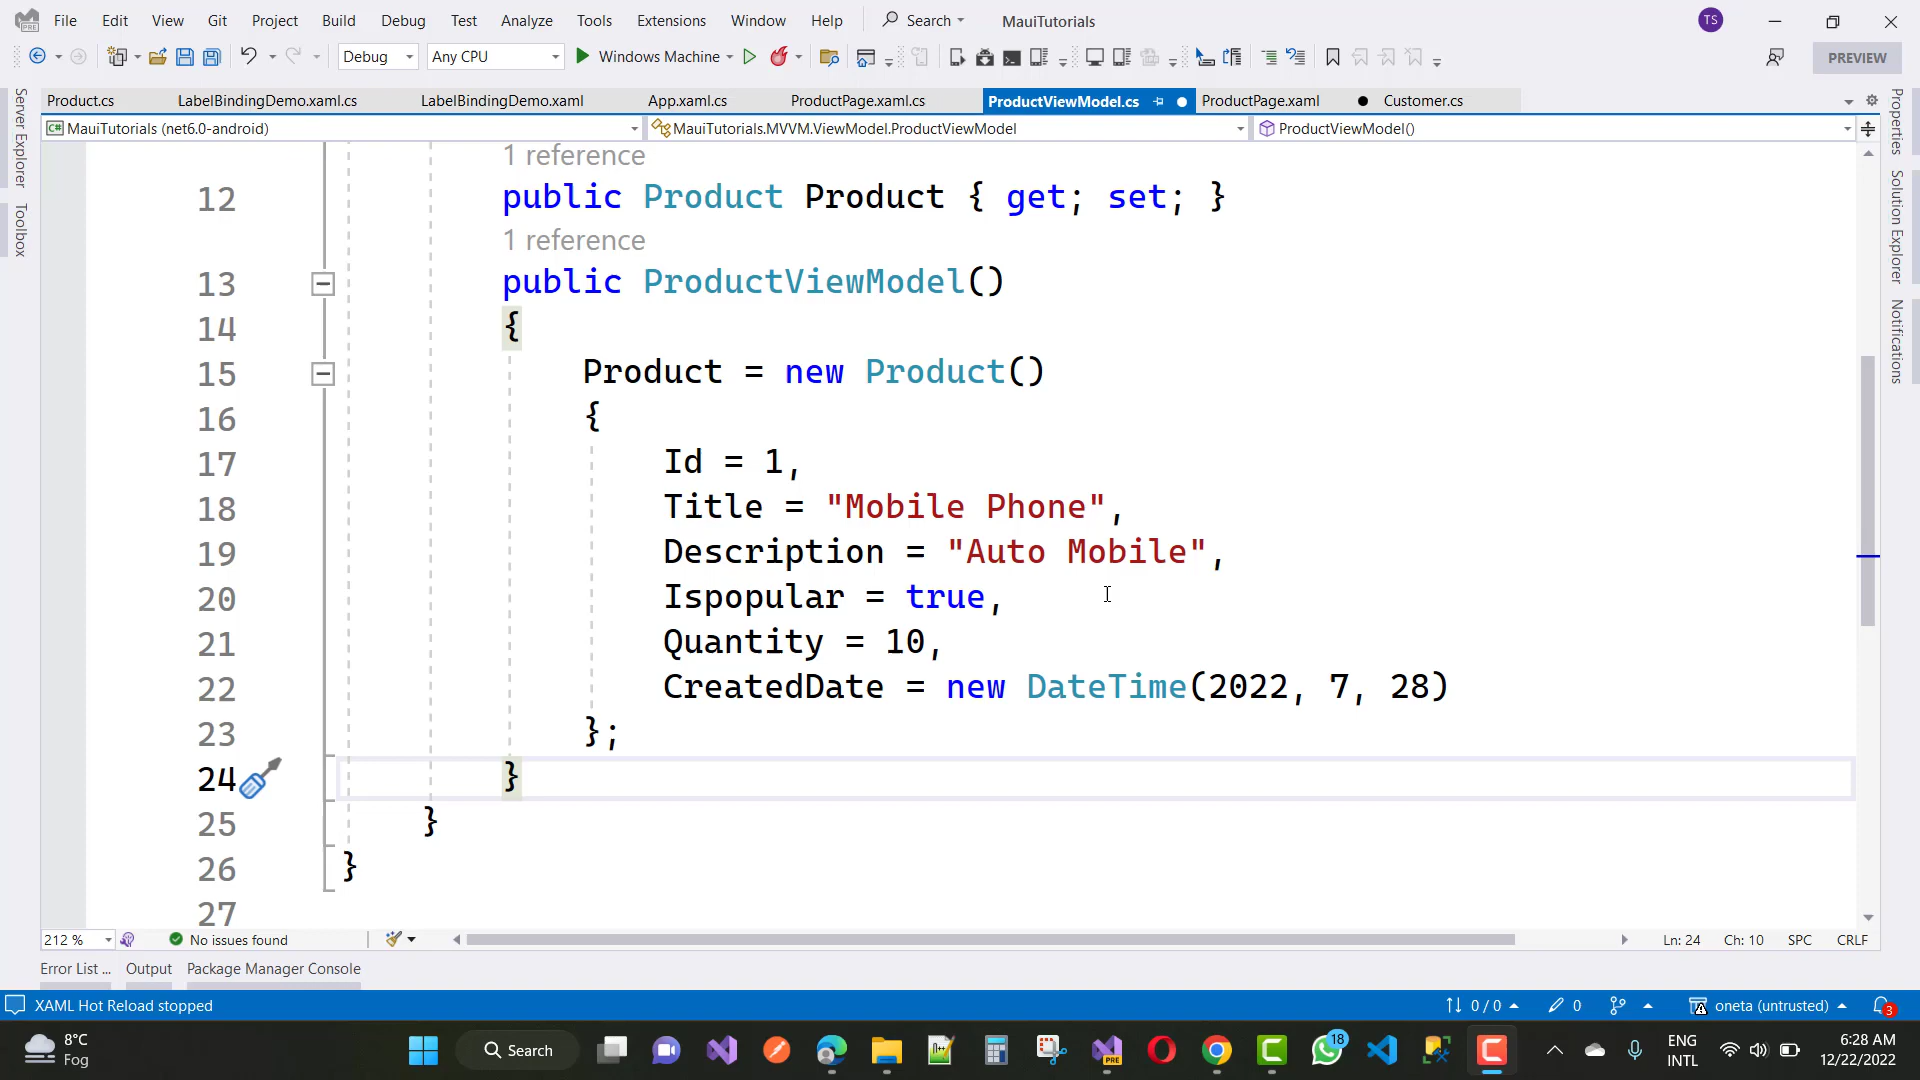 File Edit View Git Project Build Debug Test Analyze Tools Extensions Window Help Search MauiTutorials TS
PRE
Debug Any CPU Windows Machine PREVIEW
Product.cs LabelBindingDemo.xaml.cs LabelBindingDemo.xaml App.xaml.cs ProductPage.xaml.cs ProductViewModel.cs ProductPage.xaml Customer.cs
C# MauiTutorials (net6.0-android) MauiTutorials.MVVM.ViewModel.ProductViewModel ProductViewModel()
Server Explorer
Toolbox
Properties
Solution Explorer
Notifications
1 reference
12 public Product Product { get; set; }
1 reference
13 public ProductViewModel()
14 {
15 Product = new Product()
16 {
17 Id = 1,
18 Title = "Mobile Phone",
19 Description = "Auto Mobile",
20 Ispopular = true,
21 Quantity = 10,
22 CreatedDate = new DateTime(2022, 7, 28)
23 };
24 }
25 }
26 }
27
212 % No issues found Ln: 24 Ch: 10 SPC CRLF
Error List ... Output Package Manager Console
XAML Hot Reload stopped 0 / 0 0 oneta (untrusted) 3
8°C
Fog
Search
PRE
18
ENG
INTL
6:28 AM
12/22/2022